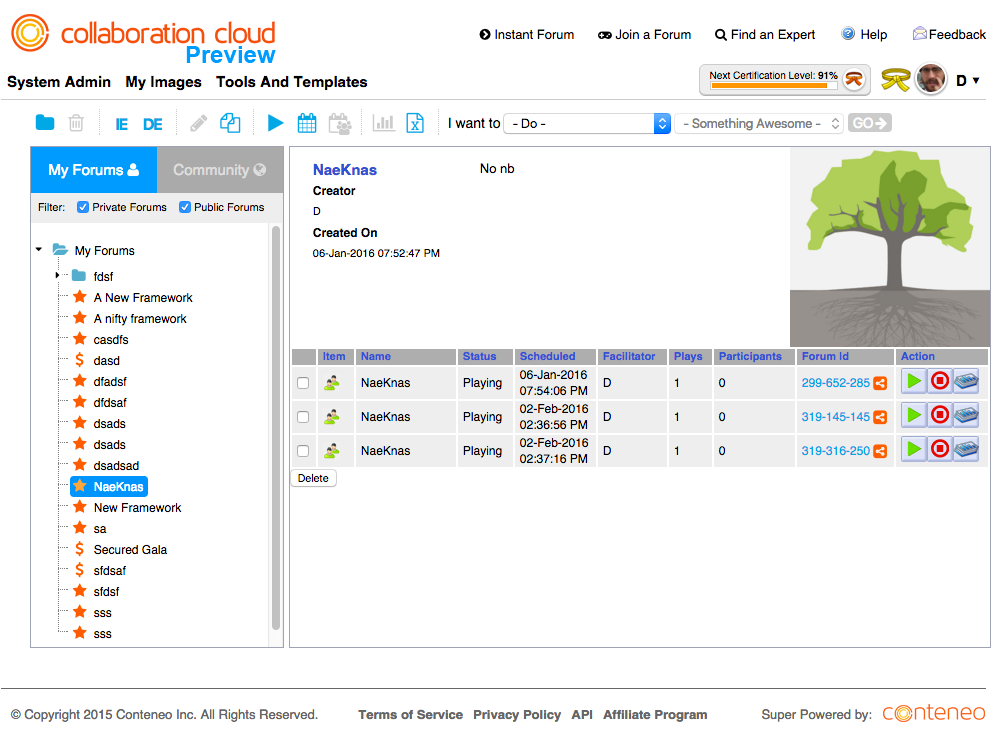 collaboration cloud
Preview
Instant Forum Join a Forum Find an Expert Help Feedback
System Admin My Images Tools And Templates
Next Certification Level: 91%
D ▼
IE DE
I want to - Do - - Something Awesome - GO
My Forums Community
Filter: Private Forums Public Forums
My Forums
fdsf
A New Framework
A nifty framework
casdfs
dasd
dfadsf
dfdsaf
dsads
dsads
dsadsad
NaeKnas
New Framework
sa
Secured Gala
sfdsaf
sfdsf
sss
sss
NaeKnas No nb
Creator
D
Created On
06-Jan-2016 07:52:47 PM
Item Name Status Scheduled Facilitator Plays Participants Forum Id Action
NaeKnas Playing 06-Jan-2016 07:54:06 PM D 1 0 299-652-285
NaeKnas Playing 02-Feb-2016 02:36:56 PM D 1 0 319-145-145
NaeKnas Playing 02-Feb-2016 02:37:16 PM D 1 0 319-316-250
Delete
© Copyright 2015 Conteneo Inc. All Rights Reserved. Terms of Service Privacy Policy API Affiliate Program Super Powered by: conteneo